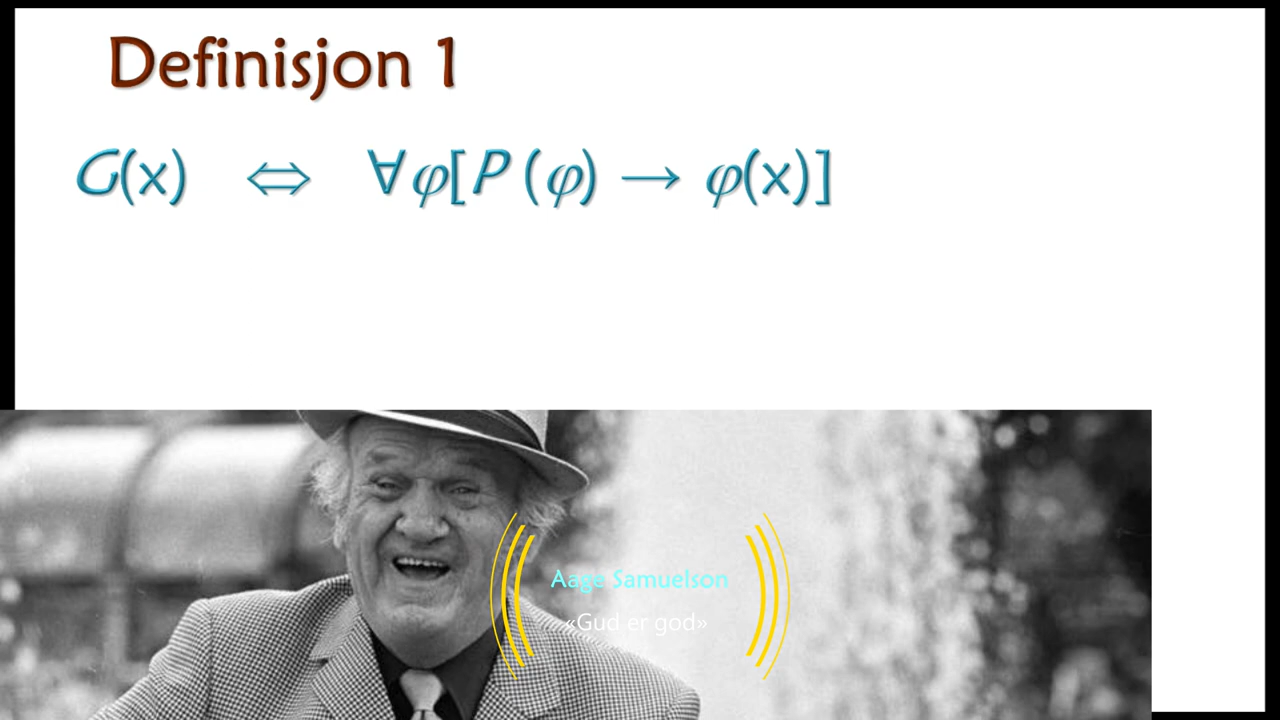 Definisjon 1
G(x) ⇔ ∀φ[P (φ) → φ(x)]
Aage Samuelson
«Gud er god»